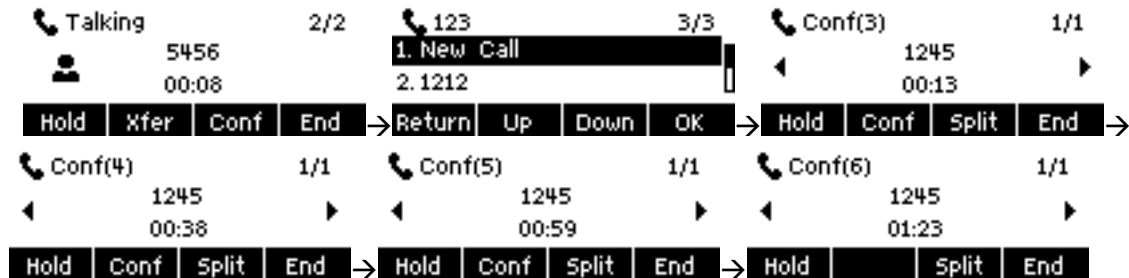 Talking 2/2
5456
00:08
Hold Xfer Conf End
→
123 3/3
1. New Call
2. 1212
Return Up Down OK
→
Conf(3) 1/1
1245
00:13
Hold Conf Split End
→
Conf(4) 1/1
1245
00:38
Hold Conf Split End
→
Conf(5) 1/1
1245
00:59
Hold Conf Split End
→
Conf(6) 1/1
1245
01:23
Hold Split End